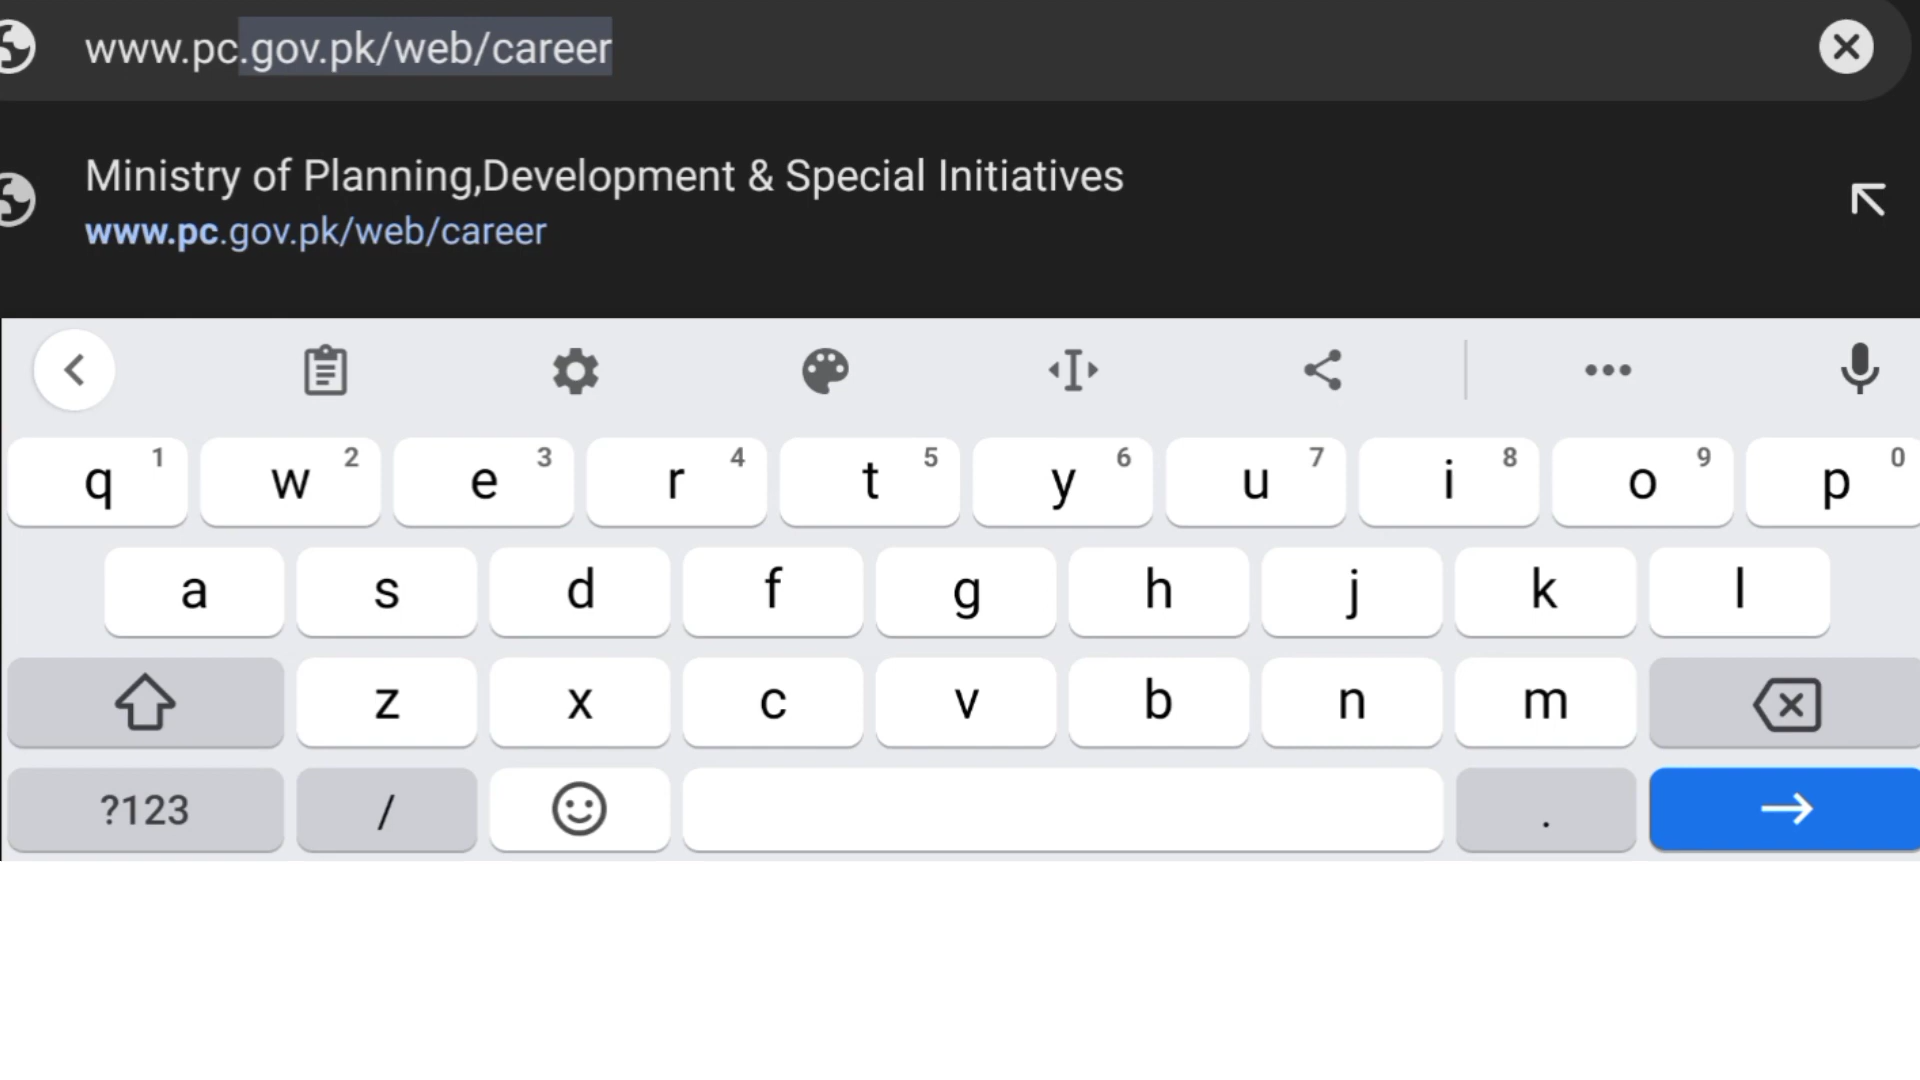 www.pc.gov.pk/web/career
Ministry of Planning,Development & Special Initiatives
www.pc.gov.pk/web/career
q 1 w 2 e 3 r 4 t 5 y 6 u 7 i 8 o 9 p 0
a s d f g h j k l
z x c v b n m
?123 / .